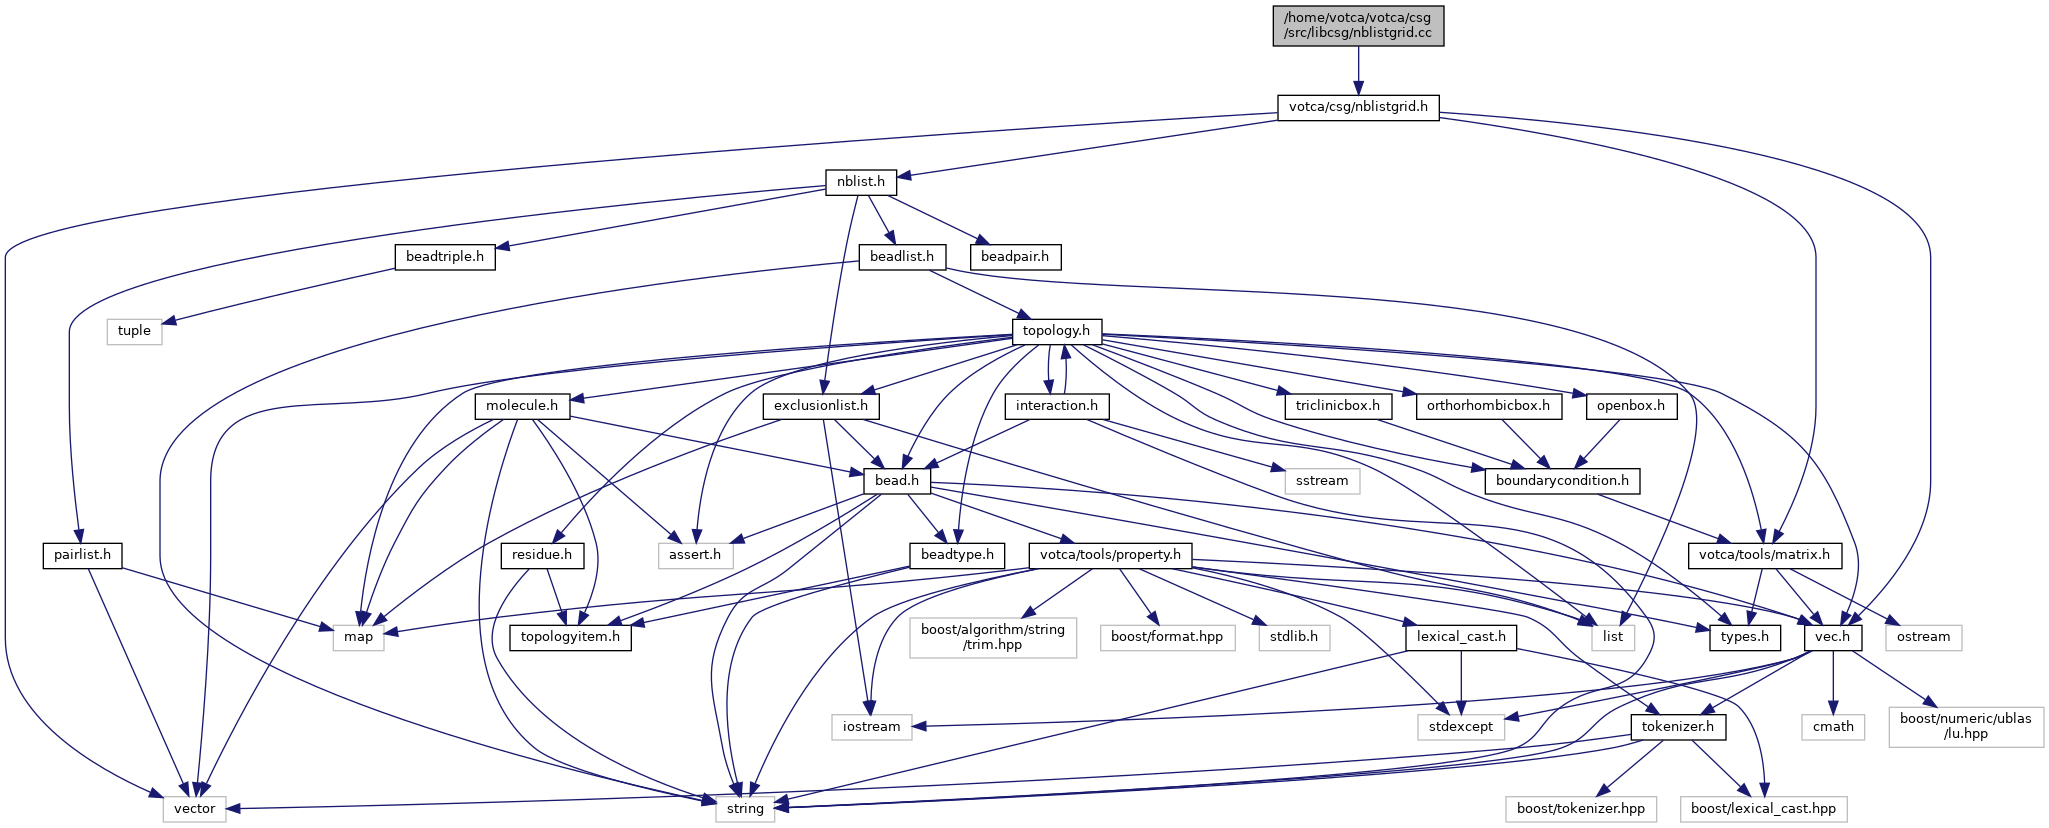 /home/votca/votca/csg
/src/libcsg/nblistgrid.cc
votca/csg/nblistgrid.h
nblist.h
beadtriple.h
beadlist.h
beadpair.h
tuple
topology.h
molecule.h
exclusionlist.h
interaction.h
triclinicbox.h
orthorhombicbox.h
openbox.h
bead.h
sstream
boundarycondition.h
pairlist.h
residue.h
assert.h
beadtype.h
votca/tools/property.h
votca/tools/matrix.h
map
topologyitem.h
boost/algorithm/string
/trim.hpp
boost/format.hpp
stdlib.h
lexical_cast.h
list
types.h
vec.h
ostream
iostream
stdexcept
tokenizer.h
cmath
boost/numeric/ublas
/lu.hpp
vector
string
boost/tokenizer.hpp
boost/lexical_cast.hpp